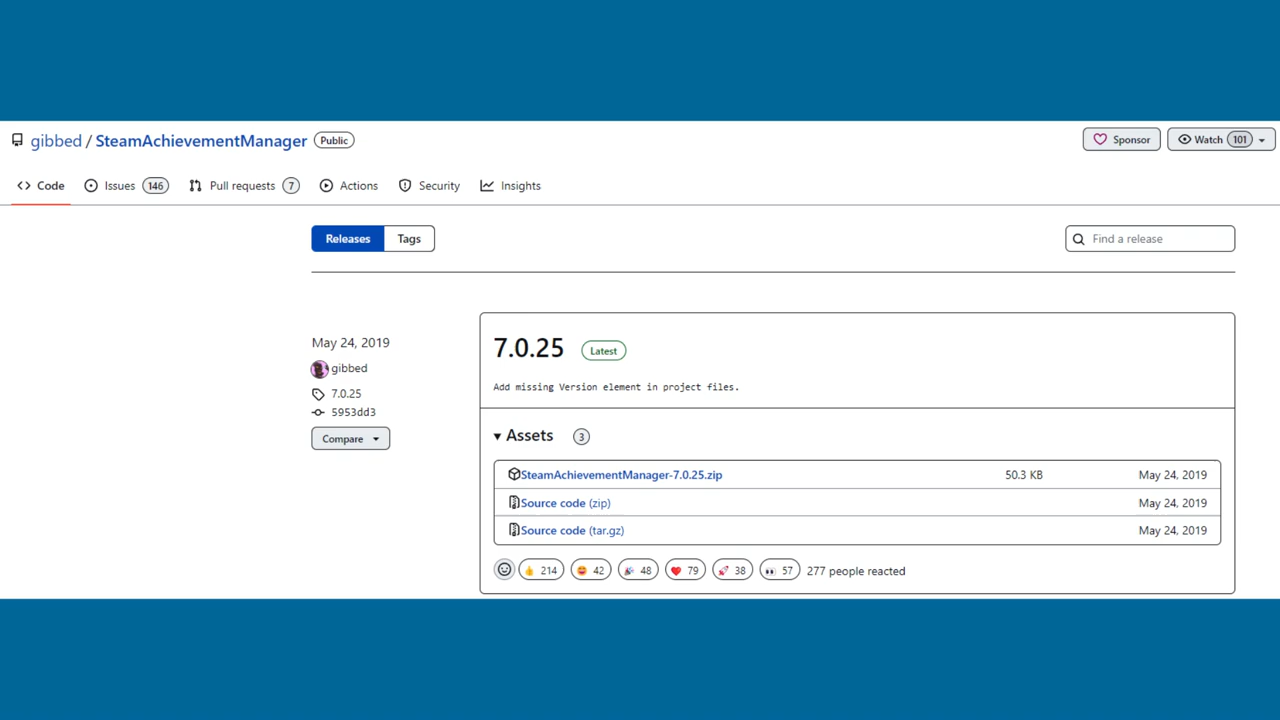 gibbed / SteamAchievementManager Public Sponsor Watch 101
Code Issues 146 Pull requests 7 Actions Security Insights
Releases Tags Find a release
May 24, 2019
gibbed
7.0.25
5953dd3
Compare
7.0.25 Latest
Add missing Version element in project files.
Assets 3
SteamAchievementManager-7.0.25.zip 50.3 KB May 24, 2019
Source code (zip) May 24, 2019
Source code (tar.gz) May 24, 2019
214 42 48 79 38 57 277 people reacted